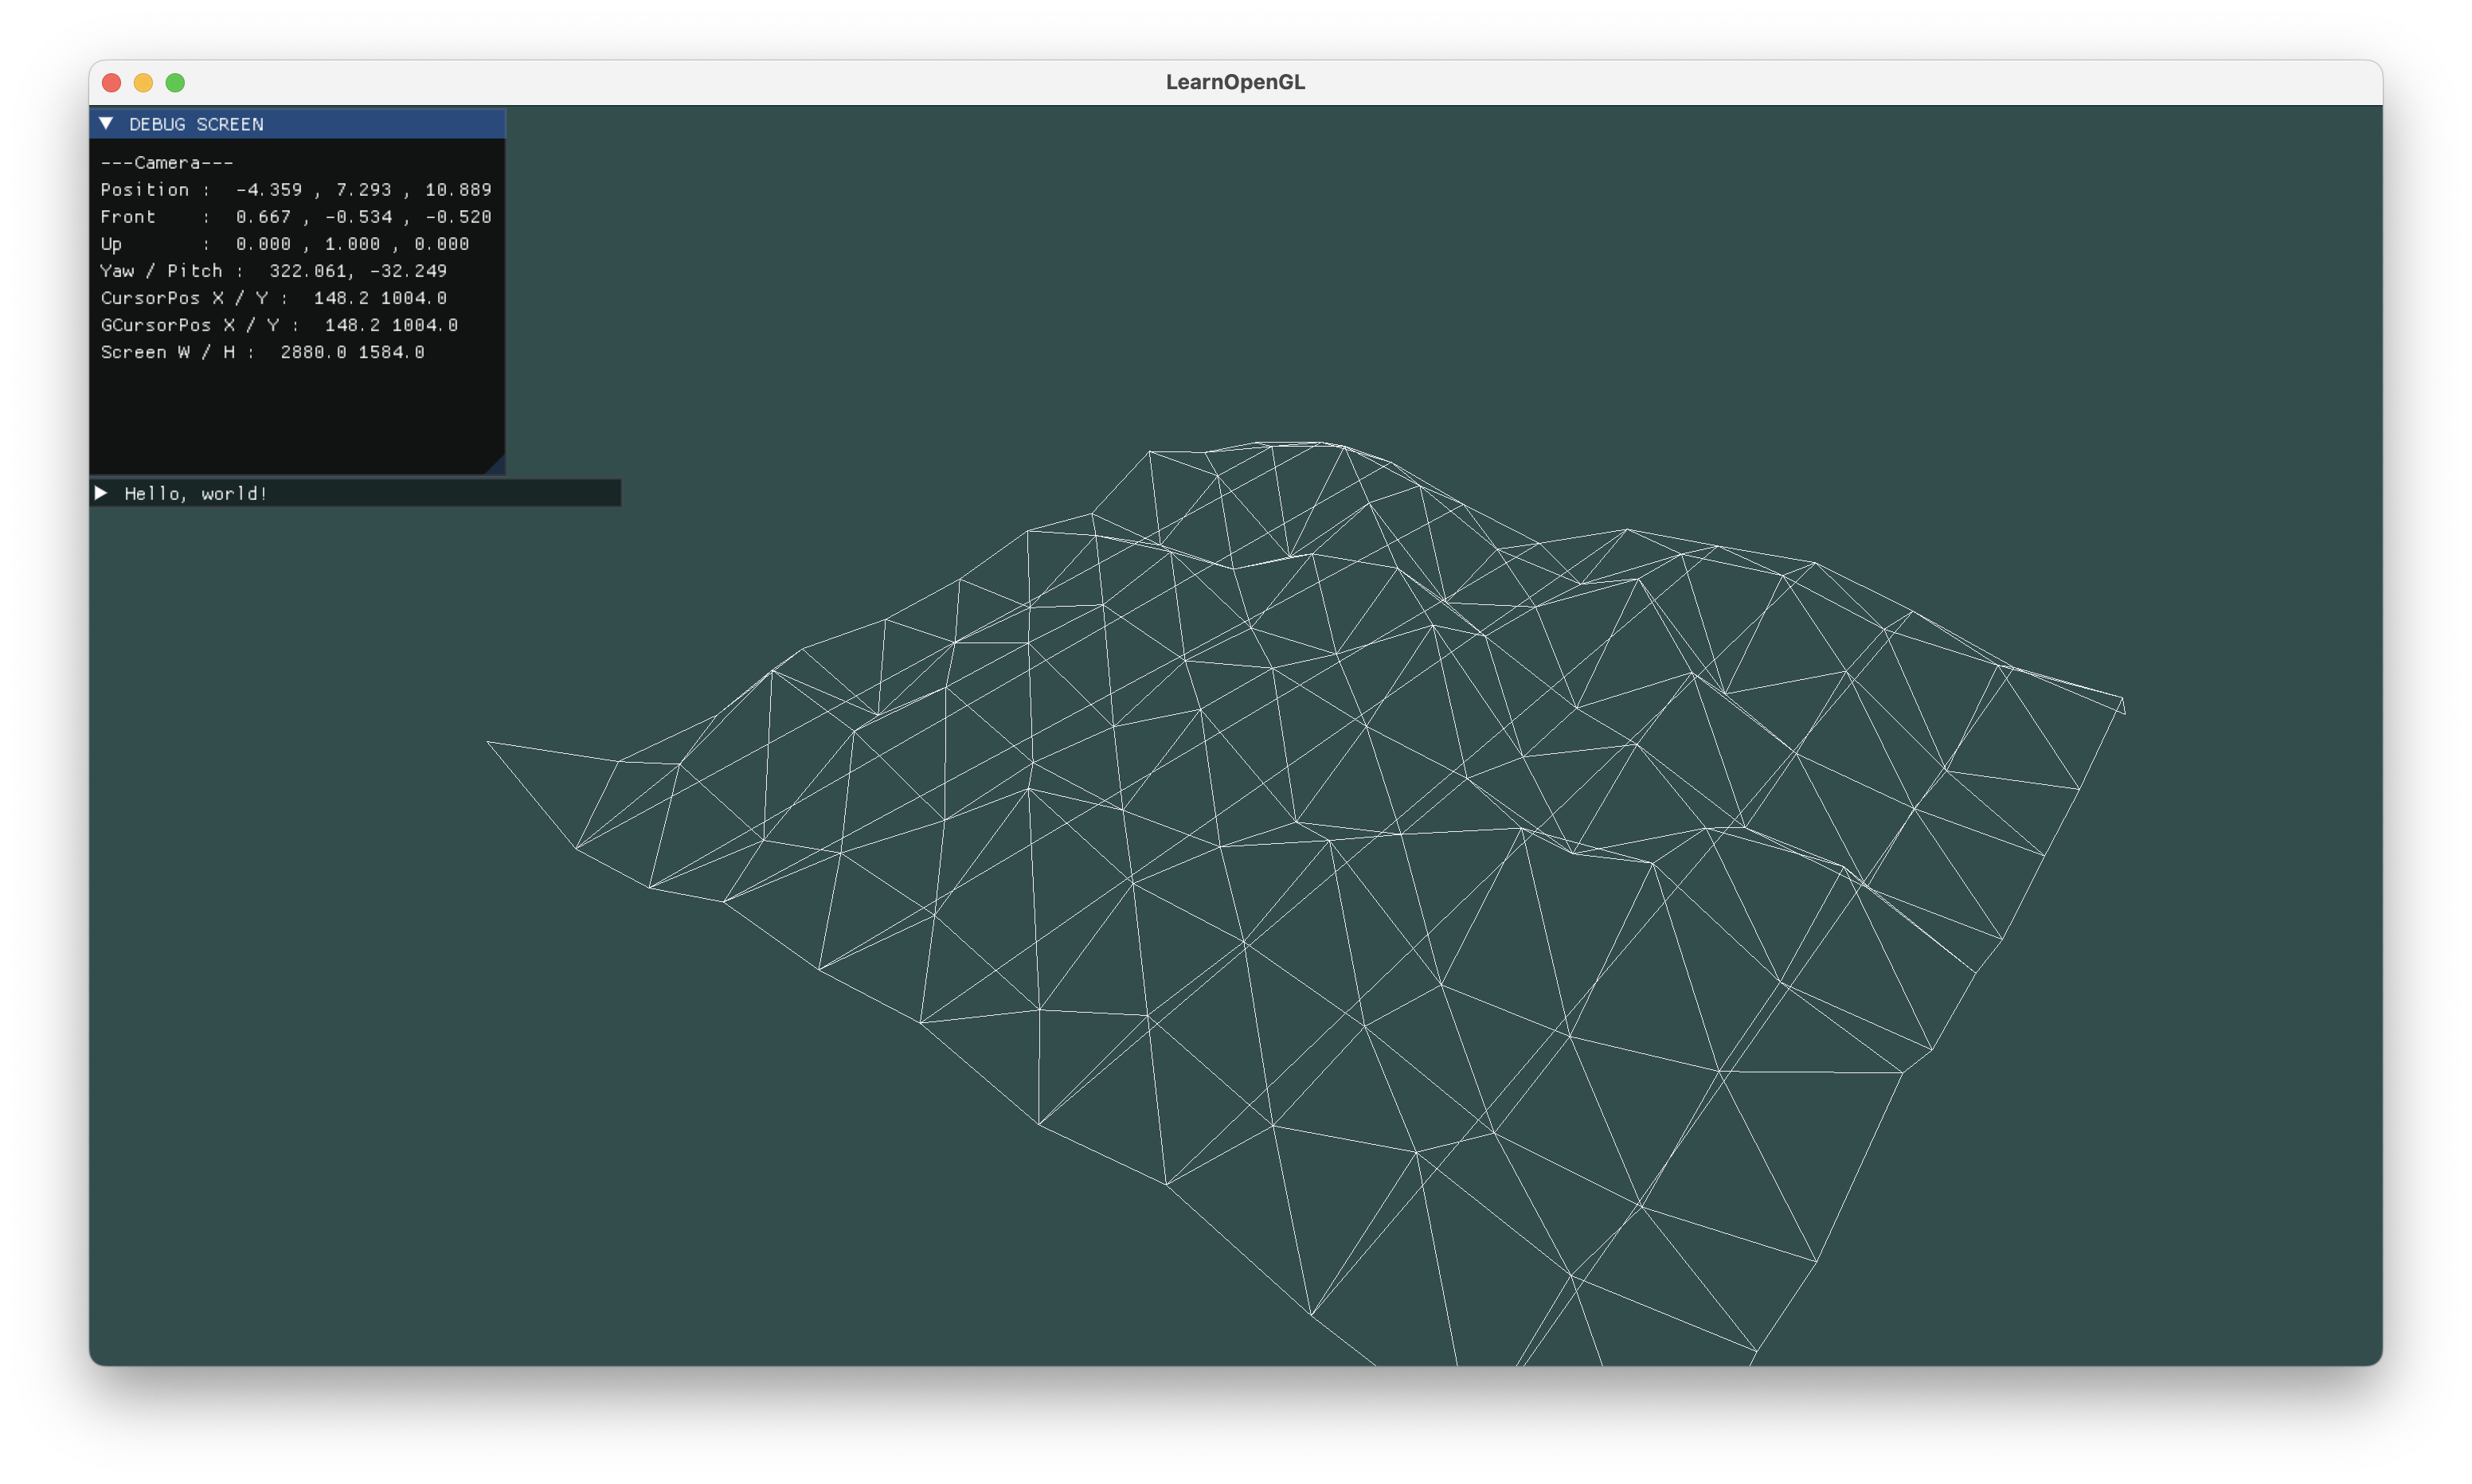 LearnOpenGL
DEBUG SCREEN
---Camera---
Position :  -4.359 , 7.293 , 10.889
Front    :  0.667 , -0.534 , -0.520
Up       :  0.000 , 1.000 , 0.000
Yaw / Pitch :  322.061, -32.249
CursorPos X / Y :  148.2 1004.0
GCursorPos X / Y :  148.2 1004.0
Screen W / H :  2880.0 1584.0
Hello, world!